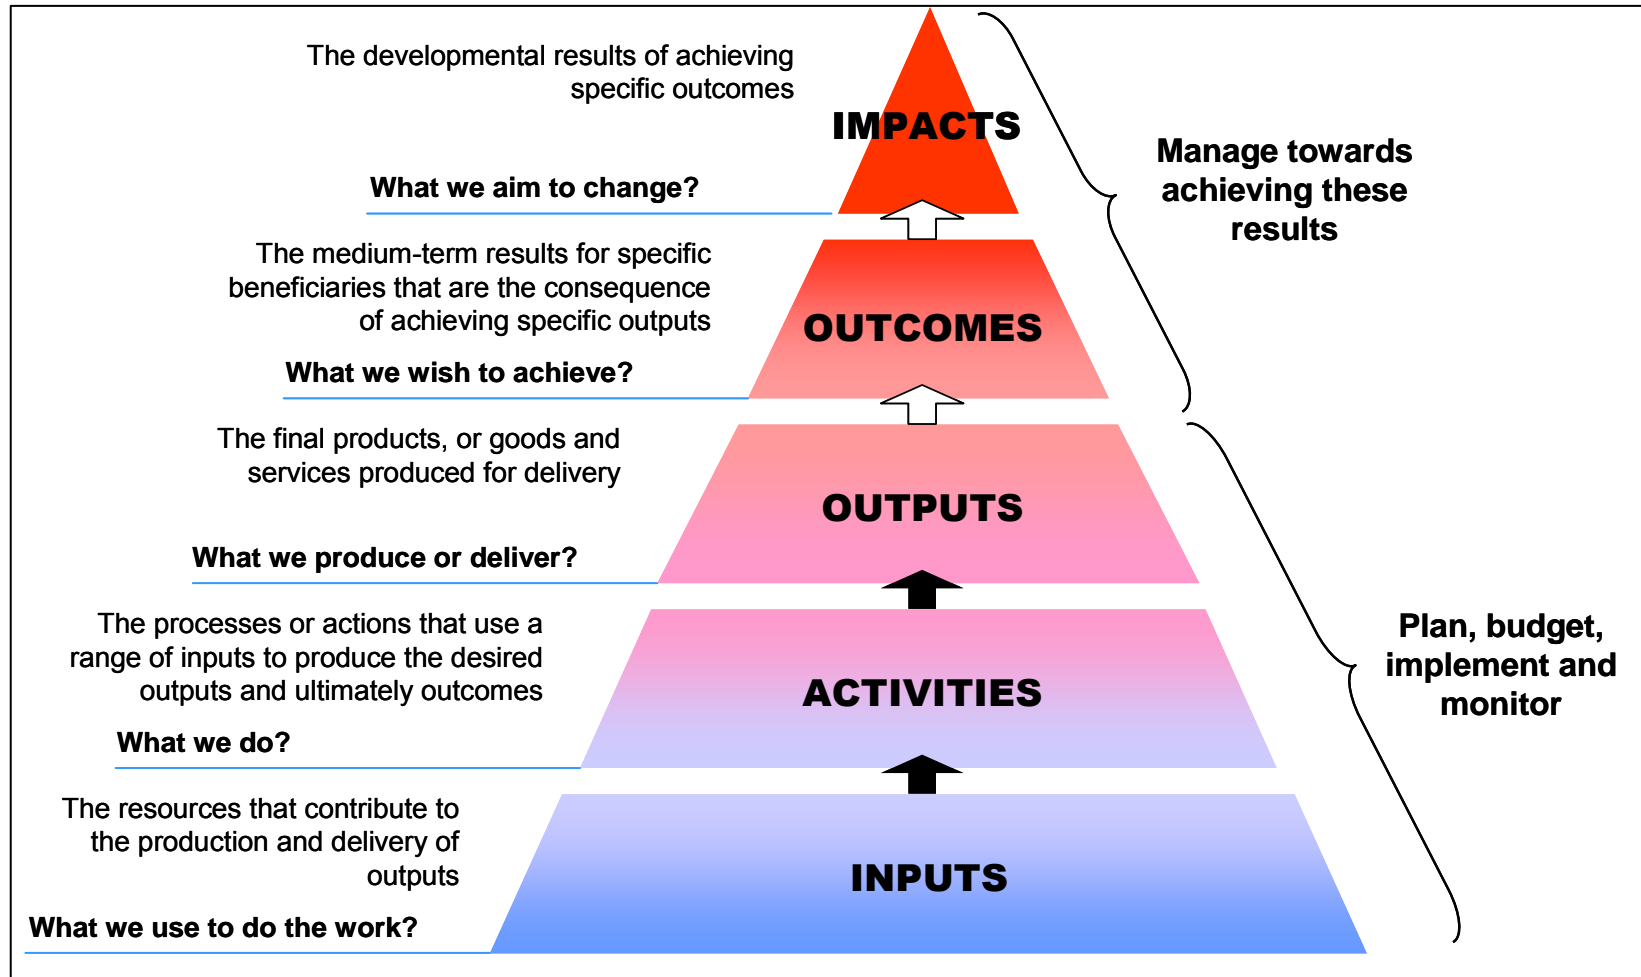 The developmental results of achieving
specific outcomes
IMPACTS
What we aim to change?
Manage towards
achieving these
results
The medium-term results for specific
beneficiaries that are the consequence
of achieving specific outputs
OUTCOMES
What we wish to achieve?
The final products, or goods and
services produced for delivery
OUTPUTS
What we produce or deliver?
The processes or actions that use a
range of inputs to produce the desired
outputs and ultimately outcomes
ACTIVITIES
What we do?
Plan, budget,
implement and
monitor
The resources that contribute to
the production and delivery of
outputs
INPUTS
What we use to do the work?